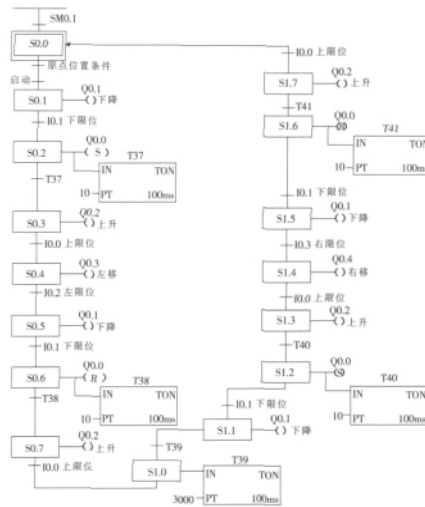 SM0.1
S0.0
原点位置条件
启动
S0.1
Q0.1
下降
I0.1 下限位
S0.2
Q0.0
S
T37
IN TON
10 PT 100ms
T37
S0.3
Q0.2
上升
I0.0 上限位
S0.4
Q0.3
左移
I0.2 左限位
S0.5
Q0.1
下降
I0.1 下限位
S0.6
Q0.0
R
T38
IN TON
10 PT 100ms
T38
S0.7
Q0.2
上升
I0.0 上限位
S1.0
T39
IN TON
3000 PT 100ms
T39
S1.1
Q0.1
下降
I0.1 下限位
S1.2
Q0.0
T40
IN TON
10 PT 100ms
T40
S1.3
Q0.2
上升
I0.0 上限位
S1.4
Q0.4
右移
I0.3 右限位
S1.5
Q0.1
下降
I0.1 下限位
S1.6
Q0.0
T41
IN TON
10 PT 100ms
T41
S1.7
Q0.2
上升
I0.0 上限位